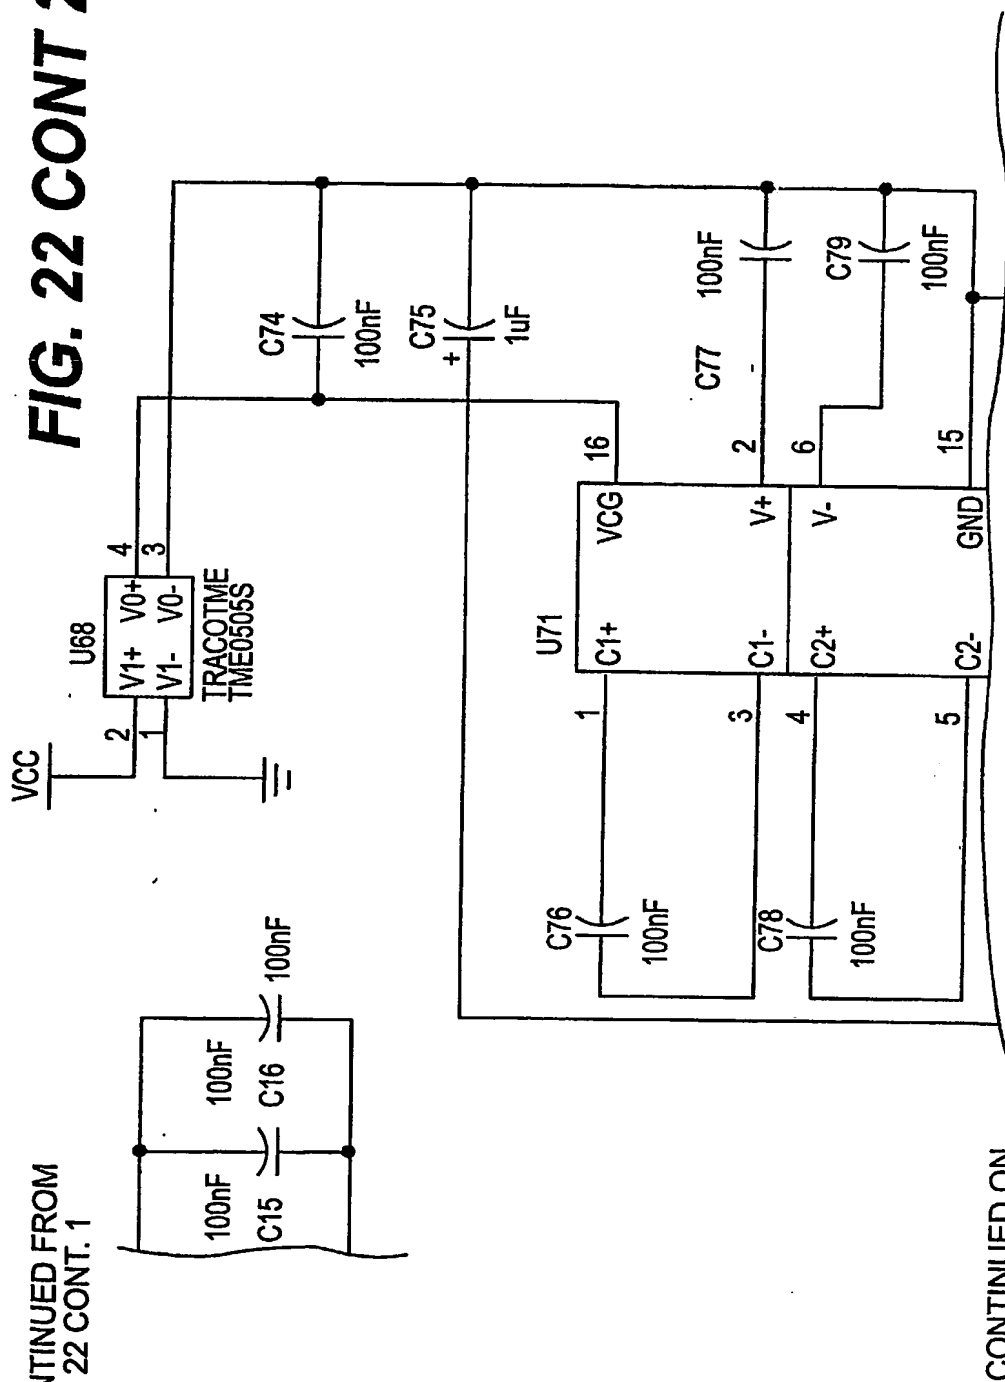 FIG. 22 CONT 2
NTINUED FROM
22 CONT. 1
100nF
C15
100nF
C16
100nF
VCC
2
1
U68
V1+ V0+
V1- V0-
4
3
TRACOTME
TME0505S
C74
100nF
C75
+
1uF
C76
100nF
C78
100nF
1
3
4
5
U71
C1+
VCG
C1-
V+
C2+
V-
C2-
GND
16
2
6
15
C77
100nF
C79
100nF
CONTINUED ON